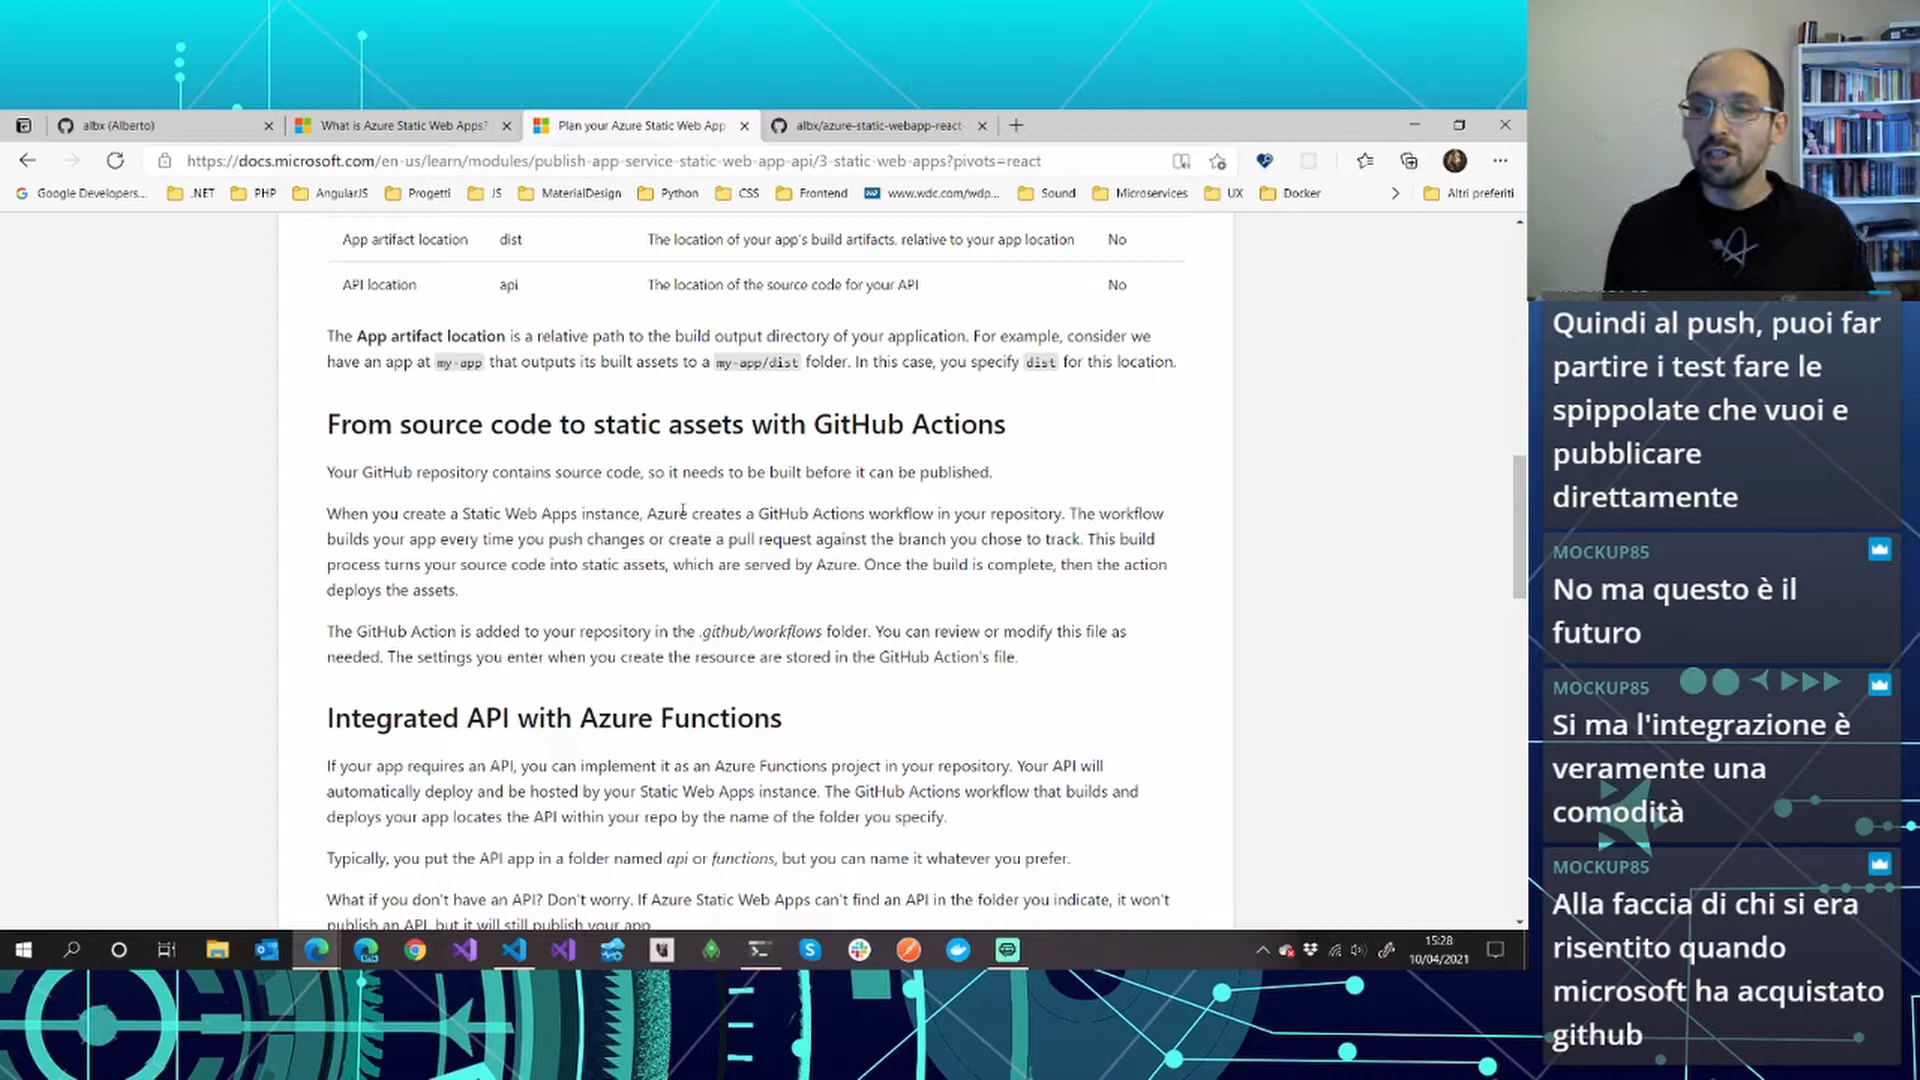 albx (Alberto)
What is Azure Static Web Apps?
Plan your Azure Static Web App
albx/azure-static-webapp-react-
https://docs.microsoft.com/en-us/learn/modules/publish-app-service-static-web-app-api/3-static-web-apps?pivots=react
Google Developers...
.NET
PHP
AngularJS
Progetti
JS
MaterialDesign
Python
CSS
Frontend
www.wdc.com/wdp...
Sound
Microservices
UX
Docker
Altri preferiti
App artifact location dist The location of your app's build artifacts, relative to your app location No
API location api The location of the source code for your API No
The App artifact location is a relative path to the build output directory of your application. For example, consider we
have an app at my-app that outputs its built assets to a my-app/dist folder. In this case, you specify dist for this location.
From source code to static assets with GitHub Actions
Your GitHub repository contains source code, so it needs to be built before it can be published.
When you create a Static Web Apps instance, Azure creates a GitHub Actions workflow in your repository. The workflow
builds your app every time you push changes or create a pull request against the branch you chose to track. This build
process turns your source code into static assets, which are served by Azure. Once the build is complete, then the action
deploys the assets.
The GitHub Action is added to your repository in the .github/workflows folder. You can review or modify this file as
needed. The settings you enter when you create the resource are stored in the GitHub Action's file.
Integrated API with Azure Functions
If your app requires an API, you can implement it as an Azure Functions project in your repository. Your API will
automatically deploy and be hosted by your Static Web Apps instance. The GitHub Actions workflow that builds and
deploys your app locates the API within your repo by the name of the folder you specify.
Typically, you put the API app in a folder named api or functions, but you can name it whatever you prefer.
What if you don't have an API? Don't worry. If Azure Static Web Apps can't find an API in the folder you indicate, it won't
publish an API, but it will still publish your app.
15:28
10/04/2021
Quindi al push, puoi far
partire i test fare le
spippolate che vuoi e
pubblicare
direttamente
MOCKUP85
No ma questo è il
futuro
MOCKUP85
Si ma l'integrazione è
veramente una
comodità
MOCKUP85
Alla faccia di chi si era
risentito quando
microsoft ha acquistato
github